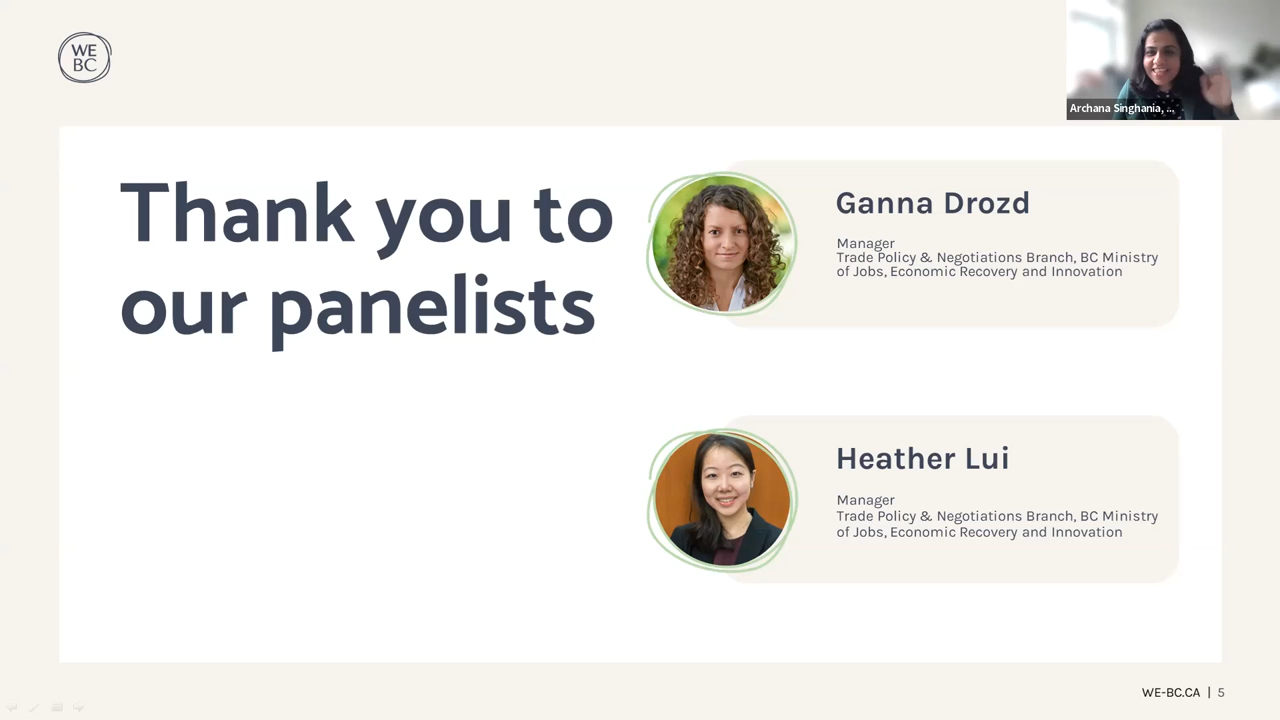 WE
BC
Archana Singhania, ...
Thank you to
our panelists
Ganna Drozd
Manager
Trade Policy & Negotiations Branch, BC Ministry
of Jobs, Economic Recovery and Innovation
Heather Lui
Manager
Trade Policy & Negotiations Branch, BC Ministry
of Jobs, Economic Recovery and Innovation
WE-BC.CA | 5